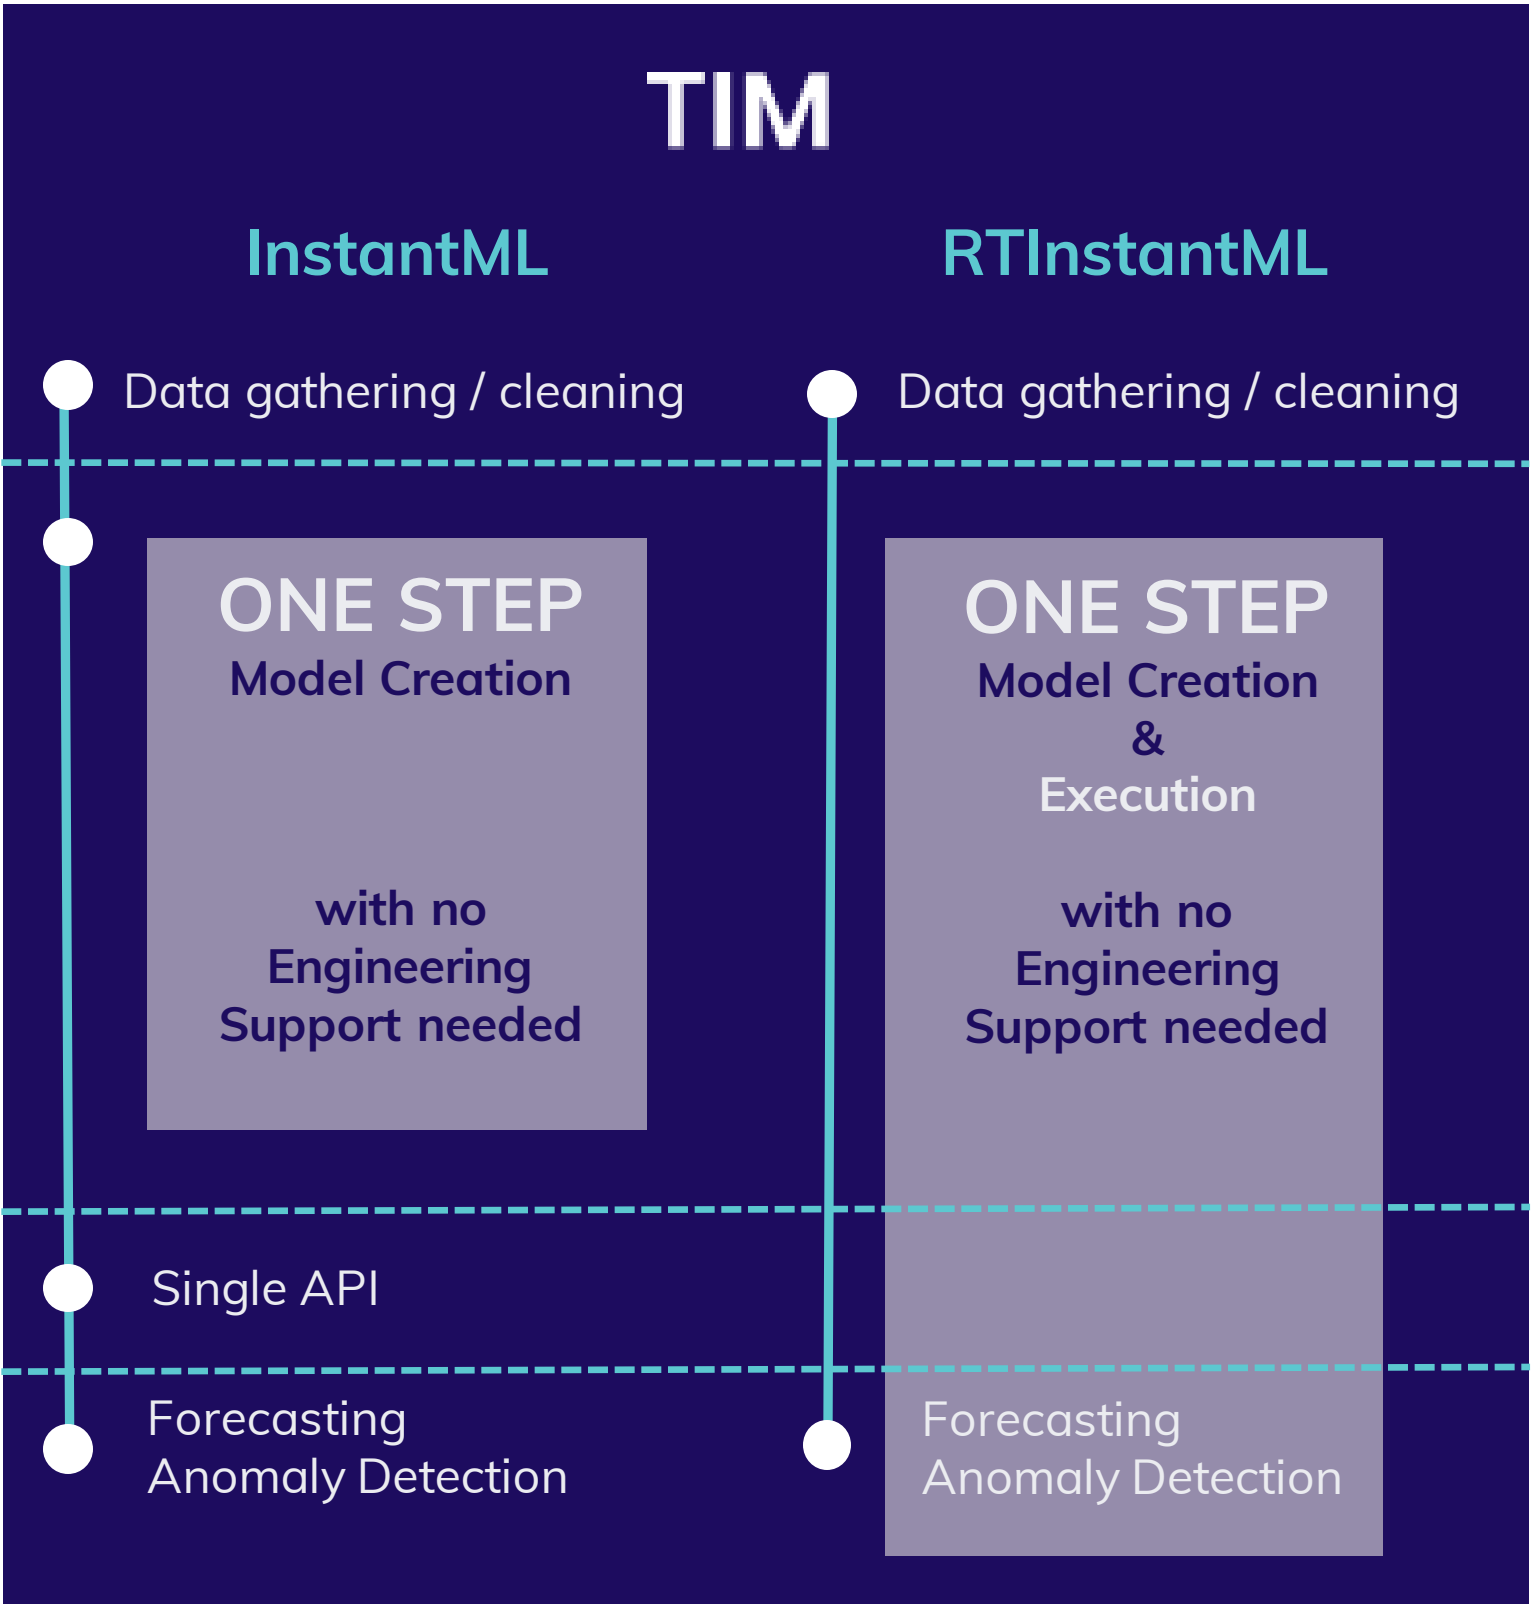 TIM
InstantML
Data gathering / cleaning
ONE STEP
Model Creation
with no
Engineering
Support needed
Single API
Forecasting
Anomaly Detection
RTInstantML
Data gathering / cleaning
ONE STEP
Model Creation
&
Execution
with no
Engineering
Support needed
Forecasting
Anomaly Detection